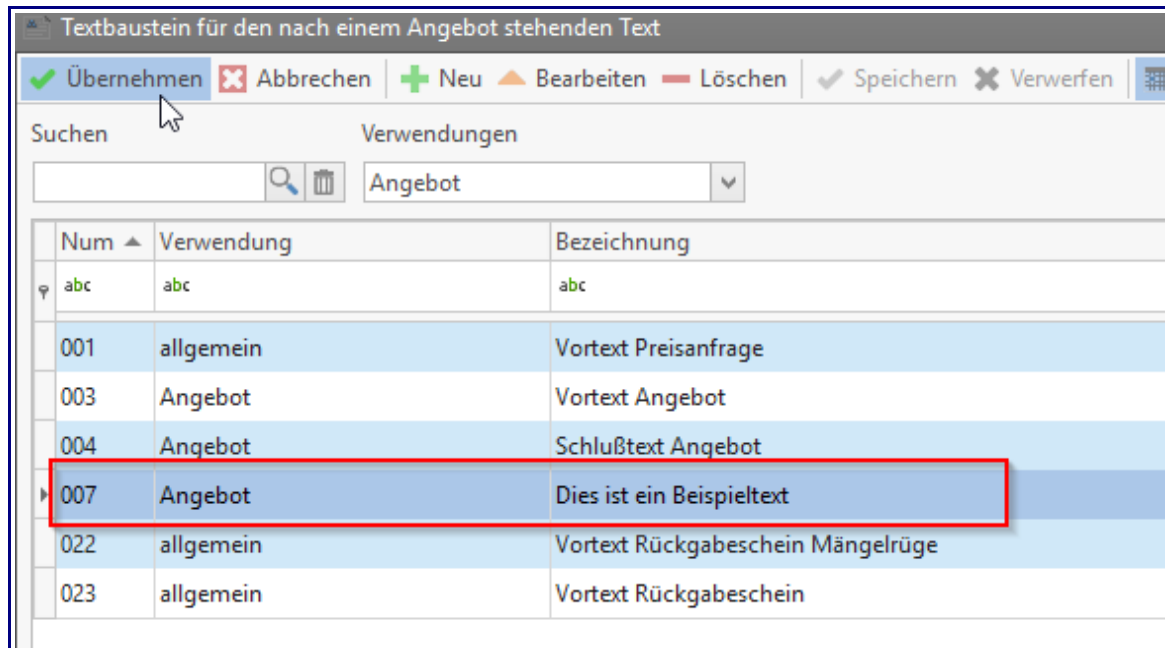 Textbaustein für den nach einem Angebot stehenden Text
Übernehmen Abbrechen Neu Bearbeiten Löschen Speichern Verwerfen
Suchen Verwendungen
Angebot
Num Verwendung Bezeichnung
abc abc abc
001 allgemein Vortext Preisanfrage
003 Angebot Vortext Angebot
004 Angebot Schlußtext Angebot
007 Angebot Dies ist ein Beispieltext
022 allgemein Vortext Rückgabeschein Mängelrüge
023 allgemein Vortext Rückgabeschein